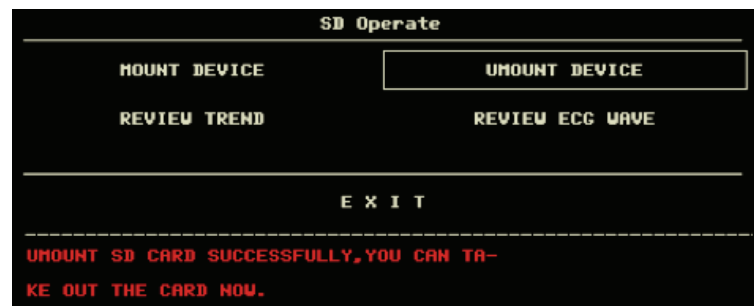 SD Operate
MOUNT DEVICE UMOUNT DEVICE
REVIEW TREND REVIEW ECG WAVE
E X I T
UMOUNT SD CARD SUCCESSFULLY,YOU CAN TA-
KE OUT THE CARD NOW.